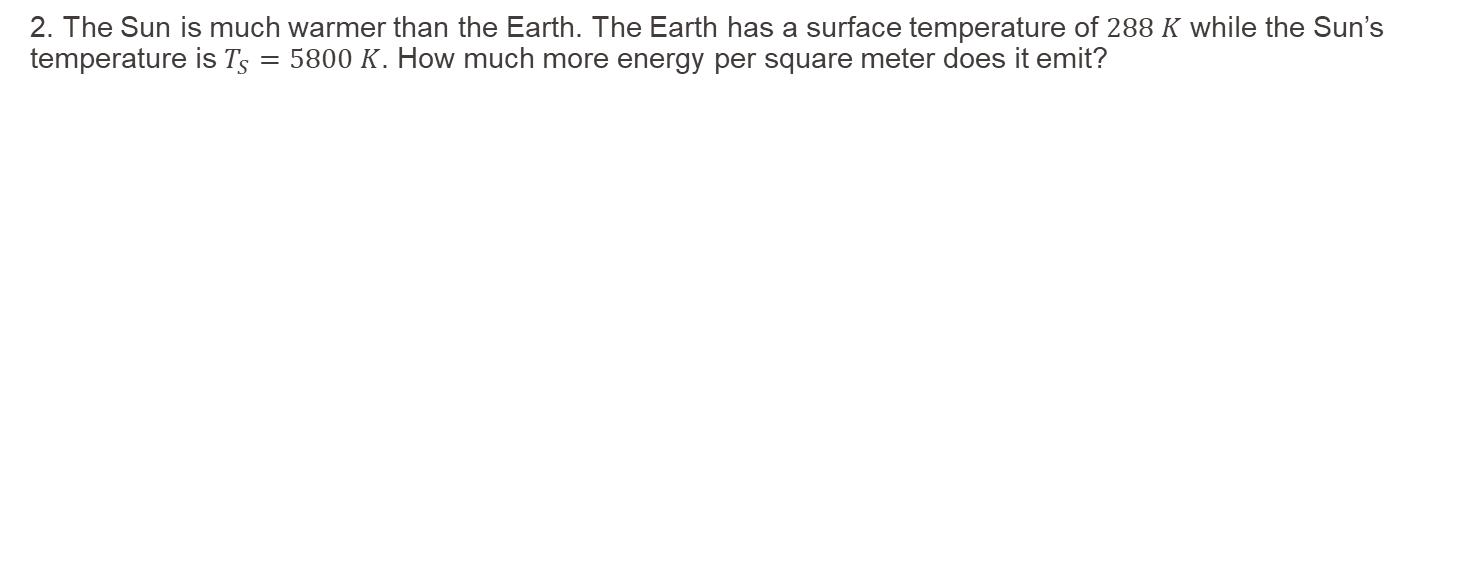 2. The Sun is much warmer than the Earth. The Earth has a surface temperature of 288 K while the Sun’s
temperature is T_S = 5800 K. How much more energy per square meter does it emit?